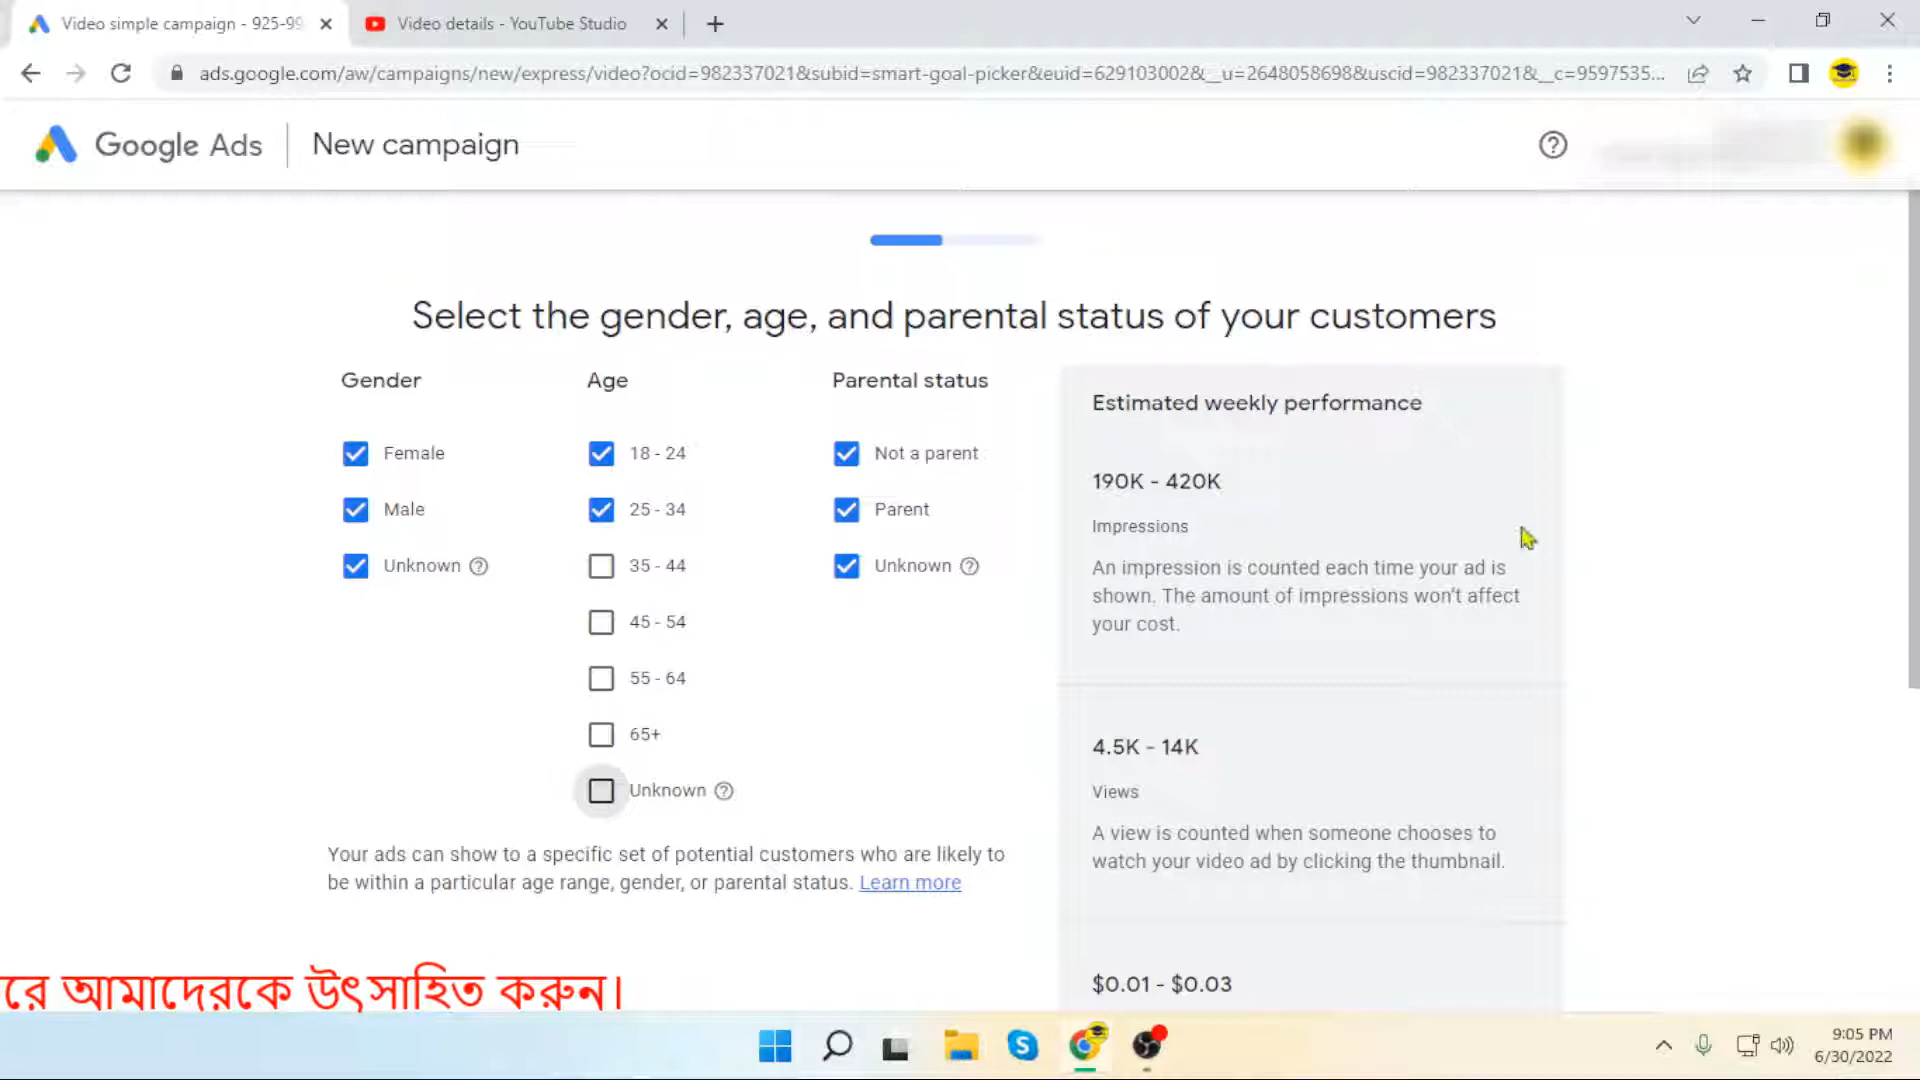 Video simple campaign - 925-99
Video details - YouTube Studio
ads.google.com/aw/campaigns/new/express/video?ocid=982337021&subid=smart-goal-picker&euid=629103002&__u=2648058698&uscid=982337021&__c=9597535...
Google Ads
New campaign
Select the gender, age, and parental status of your customers
Gender
Age
Parental status
Female
18 - 24
Not a parent
Male
25 - 34
Parent
Unknown
35 - 44
Unknown
45 - 54
55 - 64
65+
Unknown
Your ads can show to a specific set of potential customers who are likely to
be within a particular age range, gender, or parental status. Learn more
Estimated weekly performance
190K - 420K
Impressions
An impression is counted each time your ad is
shown. The amount of impressions won't affect
your cost.
4.5K - 14K
Views
A view is counted when someone chooses to
watch your video ad by clicking the thumbnail.
$0.01 - $0.03
রে আমাদেরকে উৎসাহিত করুন।
9:05 PM
6/30/2022